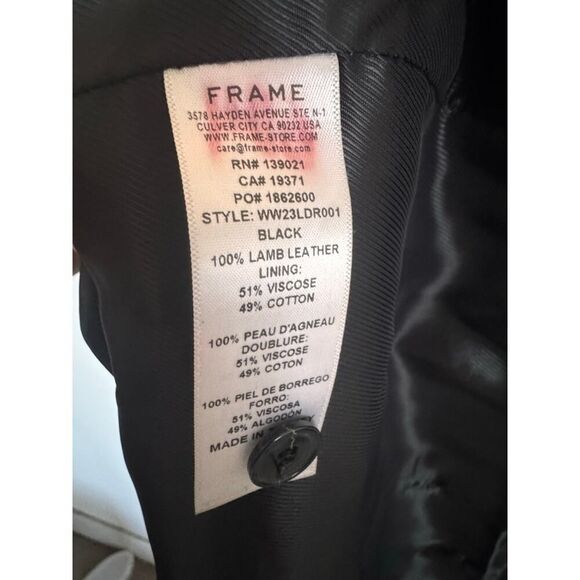 FRAME
3578 HAYDEN AVENUE STE N-1
CULVER CITY CA 90232 USA
WWW.FRAME-STORE.COM
care@frame-store.com
RN# 139021
CA# 19371
PO# 1862600
STYLE: WW23LDR001
BLACK
100% LAMB LEATHER
LINING:
51% VISCOSE
49% COTTON
100% PEAU D'AGNEAU
DOUBLURE:
51% VISCOSE
49% COTON
100% PIEL DE BORREGO
FORRO:
51% VISCOSA
49% ALGODÓN
MADE IN